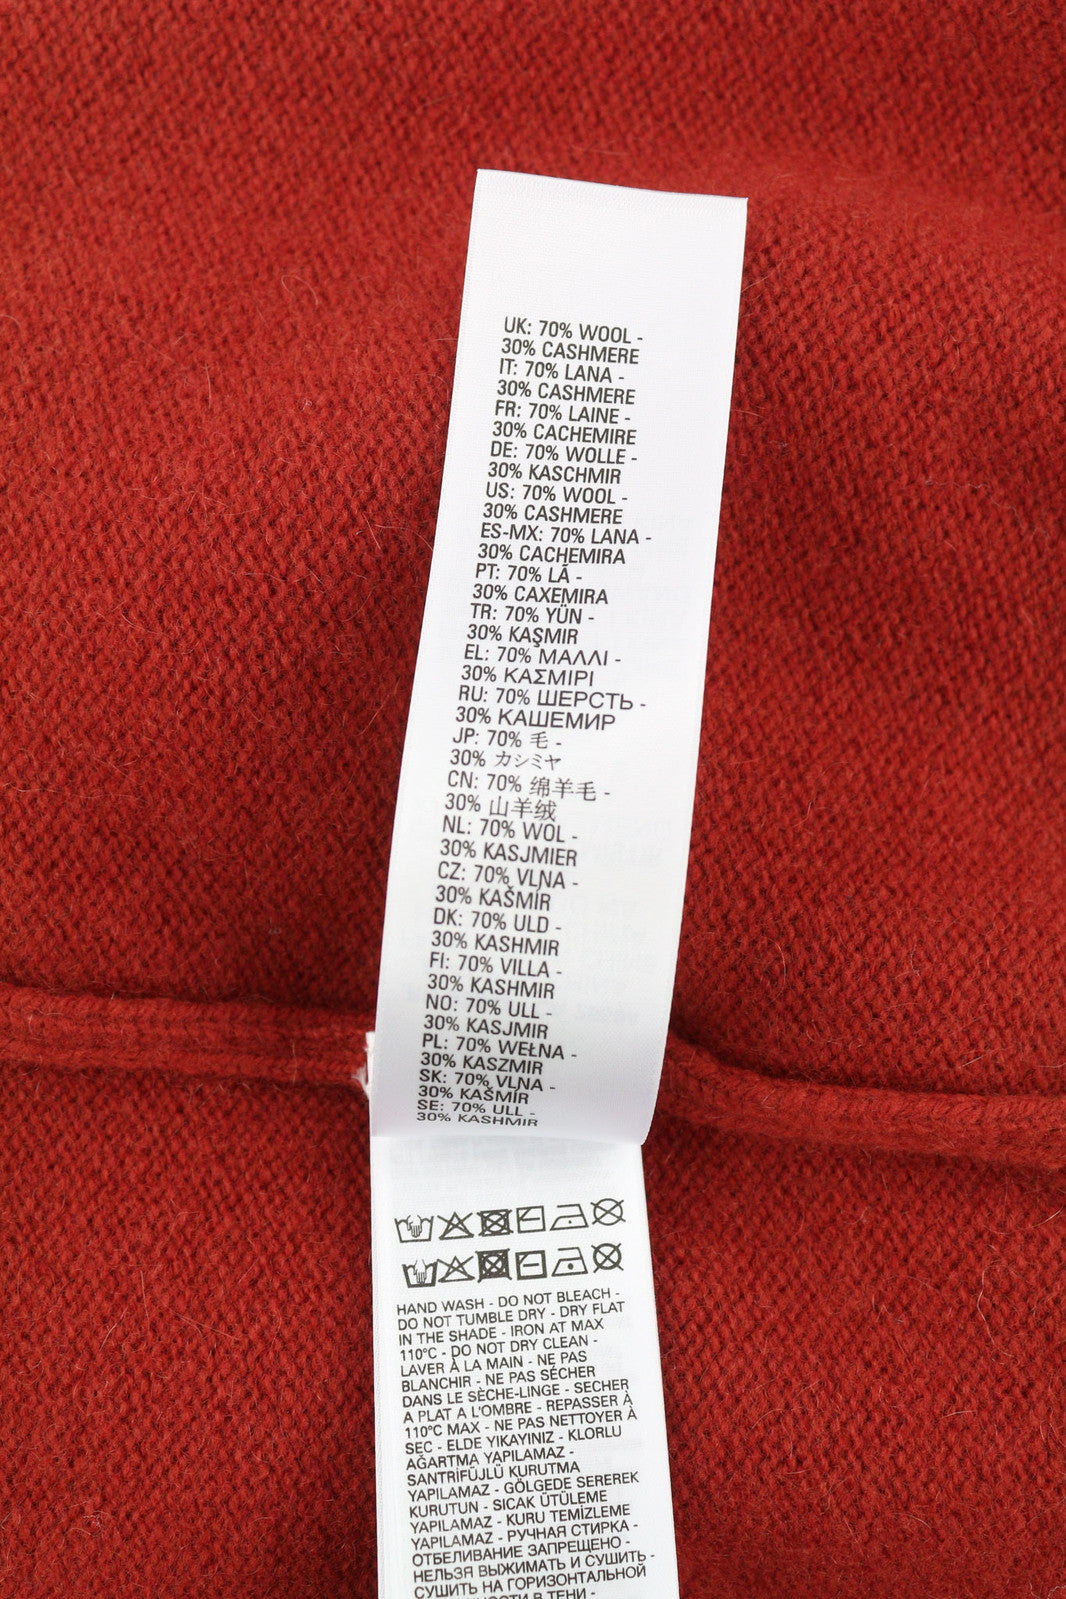 UK: 70% WOOL -
30% CASHMERE
IT: 70% LANA -
30% CASHMERE
FR: 70% LAINE -
30% CACHEMIRE
DE: 70% WOLLE -
30% KASCHMIR
US: 70% WOOL -
30% CASHMERE
ES-MX: 70% LANA -
30% CACHEMIRA
PT: 70% LÃ -
30% CAXEMIRA
TR: 70% YÜN -
30% KAŞMIR
EL: 70% ΜΑΛΛΙ -
30% ΚΑΣΜΙΡΙ
RU: 70% ШЕРСТЬ -
30% КАШЕМИР
JP: 70% 毛 -
30% カシミヤ
CN: 70% 绵羊毛 -
30% 山羊绒
NL: 70% WOL -
30% KASJMIER
CZ: 70% VLNA -
30% KAŠMÍR
DK: 70% ULD -
30% KASHMIR
FI: 70% VILLA -
30% KASHMIR
NO: 70% ULL -
30% KASJMIR
PL: 70% WEŁNA -
30% KASZMIR
SK: 70% VLNA -
30% KAŠMÍR
SE: 70% ULL -
30% KASHMIR
HAND WASH - DO NOT BLEACH -
DO NOT TUMBLE DRY - DRY FLAT
IN THE SHADE - IRON AT MAX
110°C - DO NOT DRY CLEAN -
LAVER À LA MAIN - NE PAS
BLANCHIR - NE PAS SÉCHER
DANS LE SÈCHE-LINGE - SECHER
A PLAT A L'OMBRE - REPASSER À
110°C MAX - NE PAS NETTOYER À
SEC - ELDE YIKAYINIZ - KLORLU
AĞARTMA YAPILAMAZ -
SANTRİFÜJLÜ KURUTMA
YAPILAMAZ - GÖLGEDE SEREREK
KURUTUN - SICAK ÜTÜLEME
YAPILAMAZ - KURU TEMİZLEME
YAPILAMAZ - РУЧНАЯ СТИРКА -
ОТБЕЛИВАНИЕ ЗАПРЕЩЕНО -
НЕЛЬЗЯ ВЫЖИМАТЬ И СУШИТЬ -
СУШИТЬ НА ГОРИЗОНТАЛЬНОЙ
В ТЕНИ -